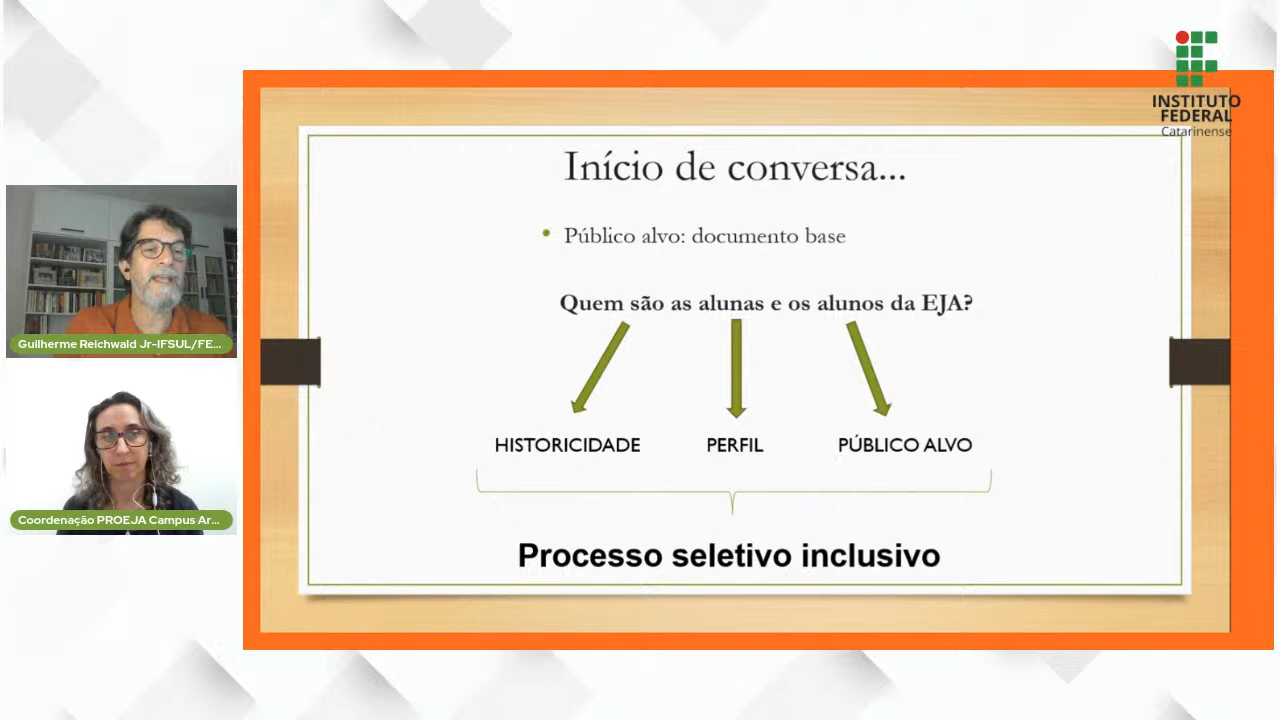 INSTITUTO
FEDERAL
Catarinense
Início de conversa...
Público alvo: documento base
Quem são as alunas e os alunos da EJA?
HISTORICIDADE PERFIL PÚBLICO ALVO
Processo seletivo inclusivo
Guilherme Reichwald Jr-IFSUL/FE...
Coordenação PROEJA Campus Ar...